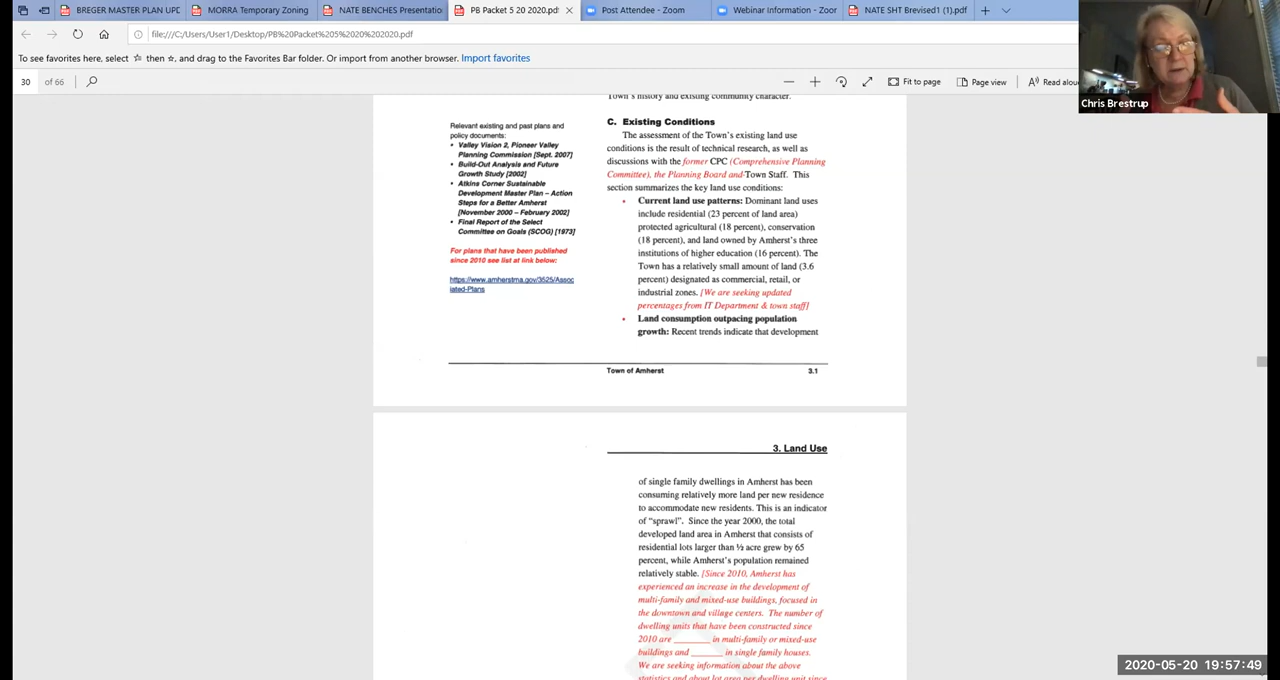 BREGER MASTER PLAN UPD
MORRA Temporary Zoning
NATE BENCHES Presentatio
PB Packet 5 20 2020.pdf
Post Attendee - Zoom
Webinar Information - Zoor
NATE SHT Brevised1 (1).pdf
file:///C:/Users/User1/Desktop/PB%20Packet%205%2020%202020.pdf
To see favorites here, select ☆ then ☆, and drag to the Favorites Bar folder. Or import from another browser. Import favorites
30 of 66
Fit to page
Page view
Read alou
Chris Brestrup
Town's history and existing community character.
Relevant existing and past plans and
policy documents:
• Valley Vision 2, Pioneer Valley
Planning Commission [Sept. 2007]
• Build-Out Analysis and Future
Growth Study [2002]
• Atkins Corner Sustainable
Development Master Plan – Action
Steps for a Better Amherst
[November 2000 – February 2002]
• Final Report of the Select
Committee on Goals (SCOG) [1973]
For plans that have been published
since 2010 see list at link below:
https://www.amherstma.gov/3525/Assoc
iated-Plans
C. Existing Conditions
The assessment of the Town's existing land use
conditions is the result of technical research, as well as
discussions with the former CPC (Comprehensive Planning
Committee), the Planning Board and Town Staff. This
section summarizes the key land use conditions:
• Current land use patterns: Dominant land uses
include residential (23 percent of land area)
protected agricultural (18 percent), conservation
(18 percent), and land owned by Amherst's three
institutions of higher education (16 percent). The
Town has a relatively small amount of land (3.6
percent) designated as commercial, retail, or
industrial zones. [We are seeking updated
percentages from IT Department & town staff]
• Land consumption outpacing population
growth: Recent trends indicate that development
Town of Amherst 3.1
3. Land Use
of single family dwellings in Amherst has been
consuming relatively more land per new residence
to accommodate new residents. This is an indicator
of "sprawl". Since the year 2000, the total
developed land area in Amherst that consists of
residential lots larger than ½ acre grew by 65
percent, while Amherst's population remained
relatively stable. [Since 2010, Amherst has
experienced an increase in the development of
multi-family and mixed-use buildings, focused in
the downtown and village centers. The number of
dwelling units that have been constructed since
2010 are ________ in multi-family or mixed-use
buildings and _______ in single family houses.
We are seeking information about the above
statistics and about lot area per dwelling unit since
2020-05-20 19:57:49